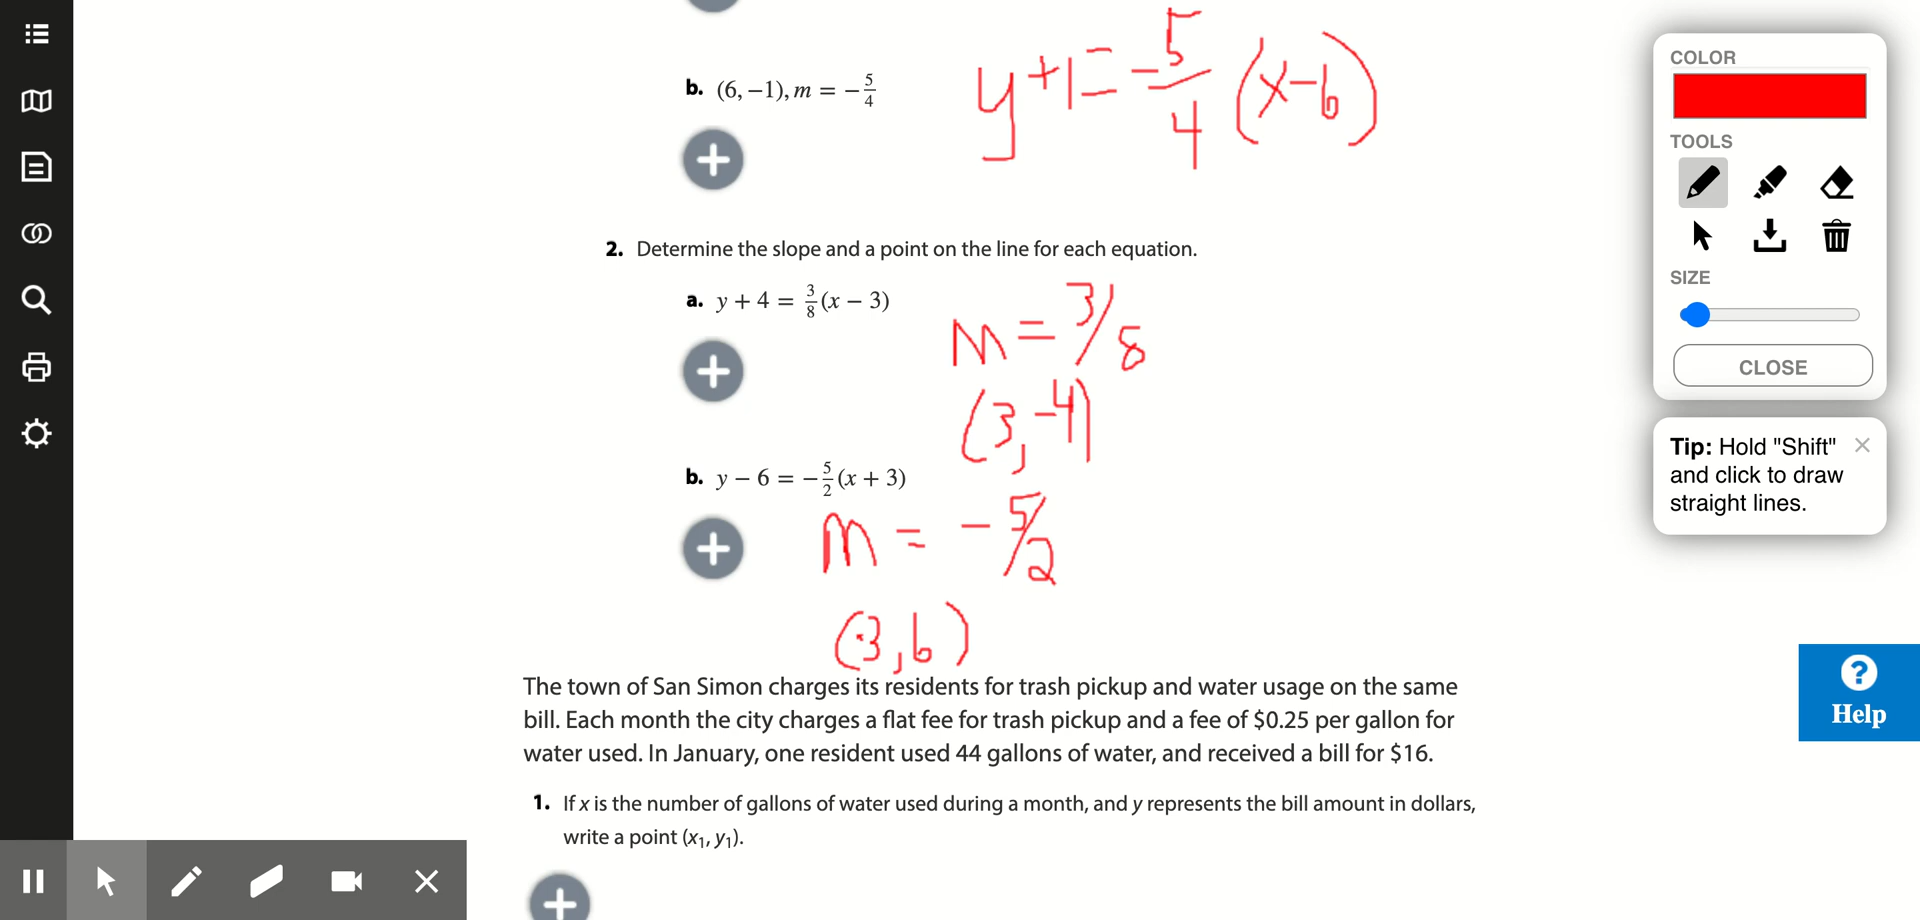 b. (6, −1), m = −5/4
y+1=-5/4(x-6)
COLOR
TOOLS
SIZE
CLOSE
Tip: Hold "Shift" ×
and click to draw
straight lines.
2. Determine the slope and a point on the line for each equation.
a. y + 4 = 3/8(x − 3)
m = 3/8
(3, -4)
b. y − 6 = −5/2(x + 3)
m = - 5/2
(-3, 6)
The town of San Simon charges its residents for trash pickup and water usage on the same
bill. Each month the city charges a flat fee for trash pickup and a fee of $0.25 per gallon for
water used. In January, one resident used 44 gallons of water, and received a bill for $16.
1. If x is the number of gallons of water used during a month, and y represents the bill amount in dollars,
write a point (x₁, y₁).
?
Help